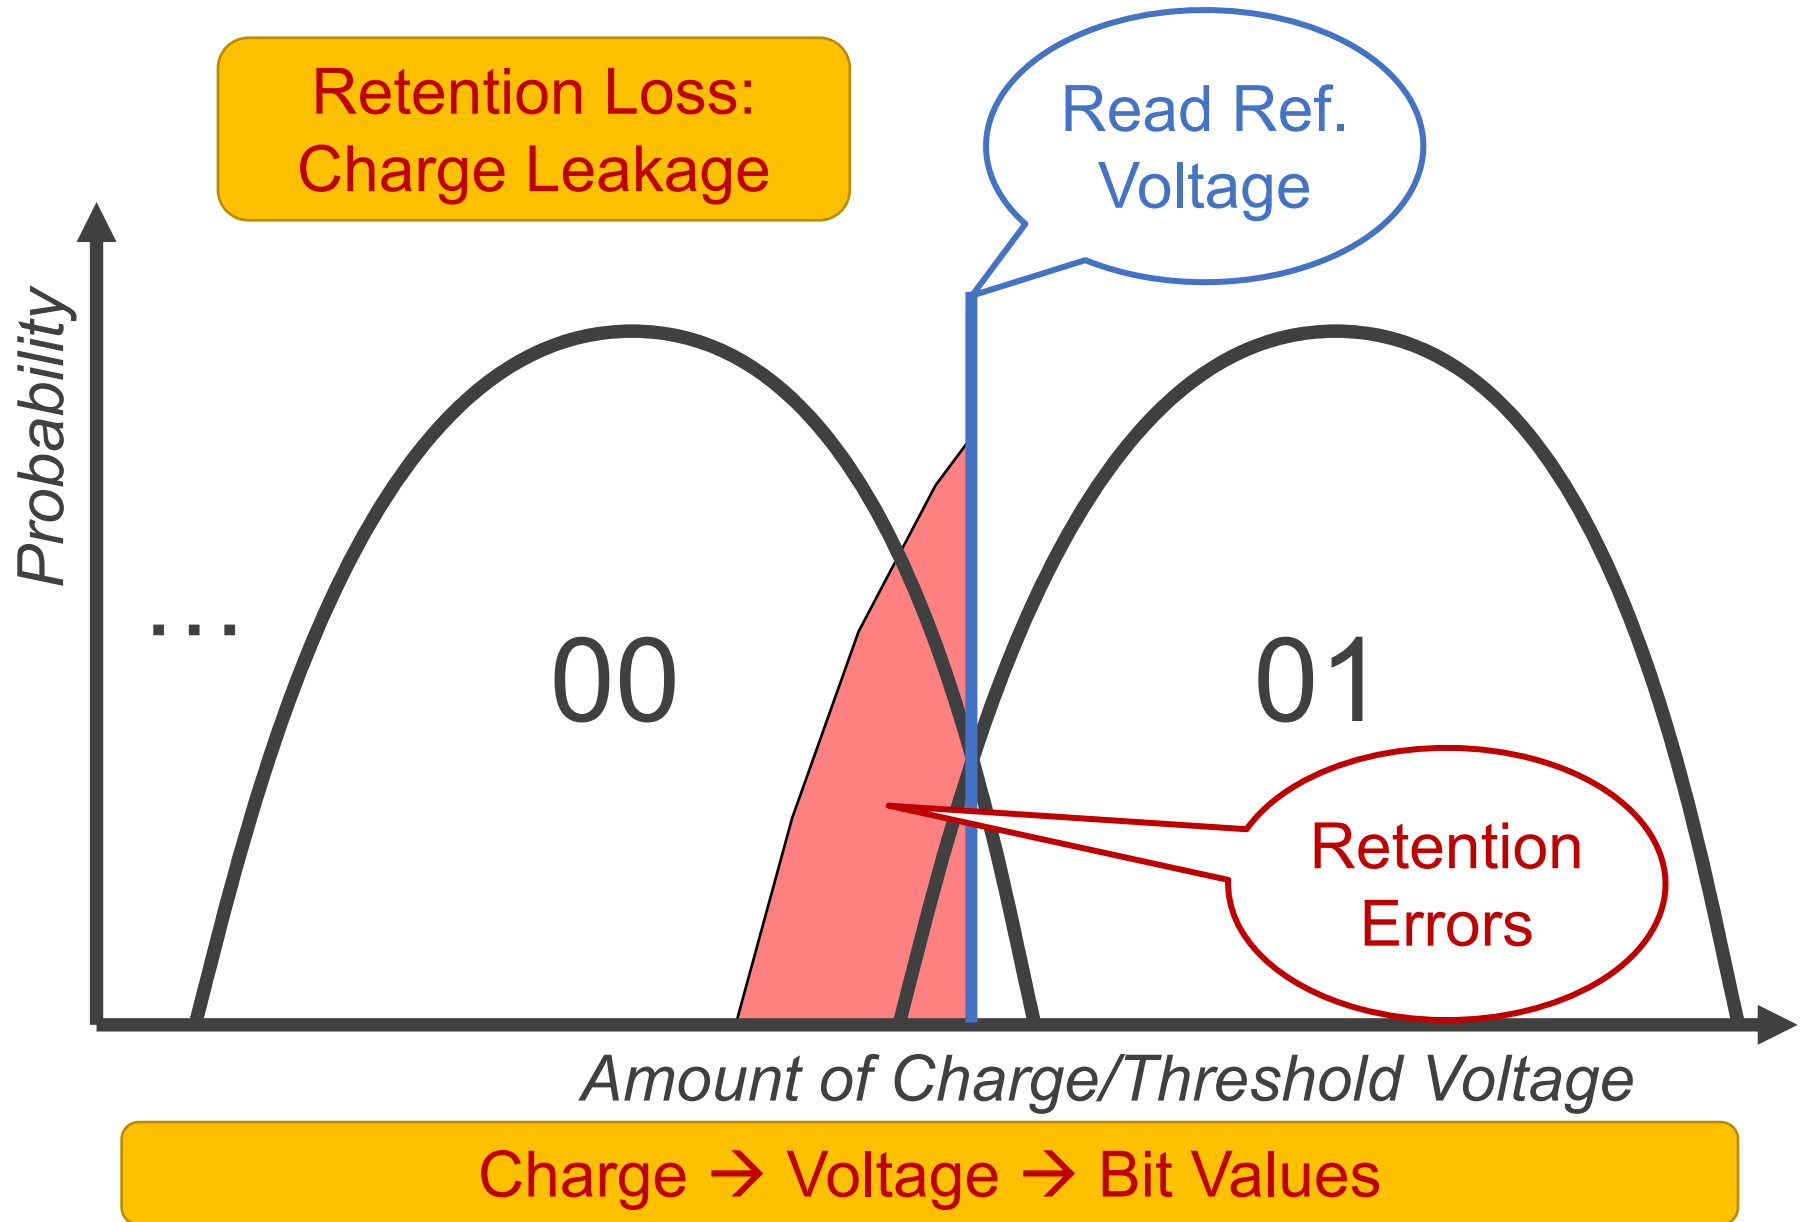 Retention Loss:
Charge Leakage
Read Ref.
Voltage
Probability
...
00
01
Retention
Errors
Amount of Charge/Threshold Voltage
Charge → Voltage → Bit Values